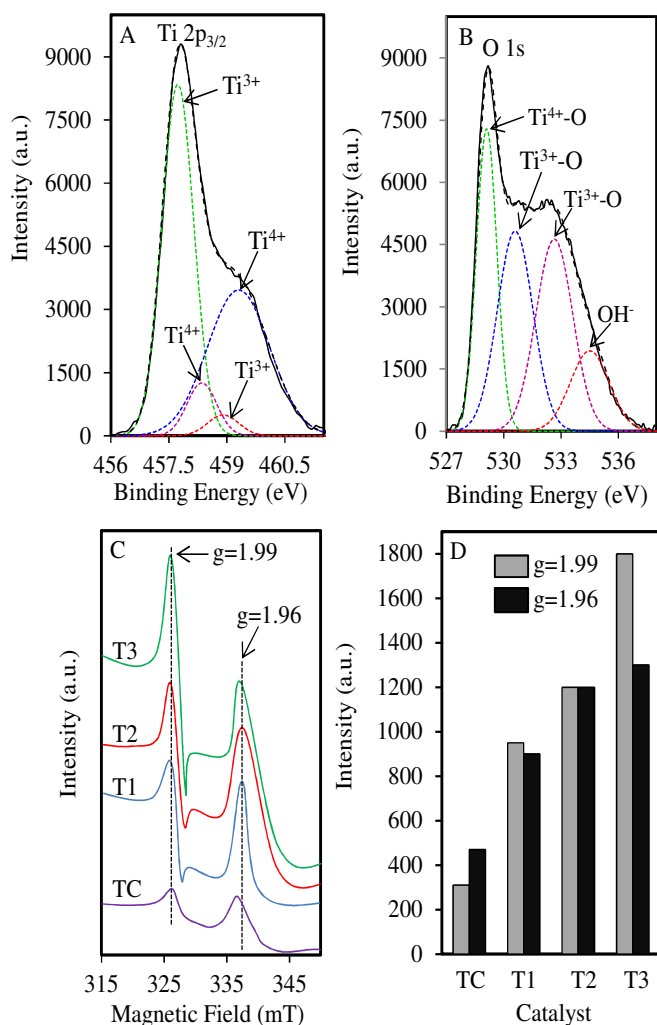 A
Ti 2p3/2
Ti3+
Ti4+
Ti4+
Ti3+
9000
7500
6000
4500
3000
1500
0
456
457.5
459
460.5
Intensity (a.u.)
Binding Energy (eV)
B
O 1s
Ti4+-O
Ti3+-O
Ti3+-O
OH-
9000
7500
6000
4500
3000
1500
0
527
530
533
536
Intensity (a.u.)
Binding Energy (eV)
C
g=1.99
g=1.96
T3
T2
T1
TC
315
325
337
345
Intensity (a.u.)
Magnetic Field (mT)
D
g=1.99
g=1.96
1800
1600
1400
1200
1000
800
600
400
200
0
TC
T1
T2
T3
Intensity (a.u.)
Catalyst